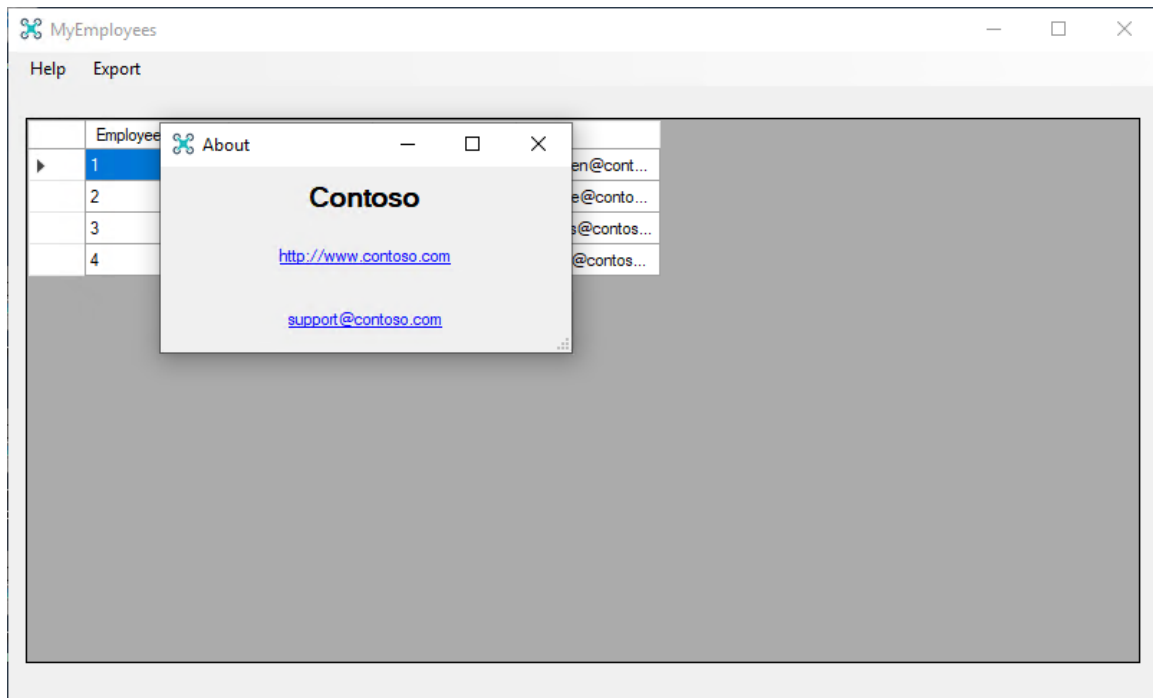 MyEmployees
Help Export
Employee
About
Contoso
http://www.contoso.com
support@contoso.com
1 en@cont...
2 e@conto...
3 s@contos...
4 @contos...